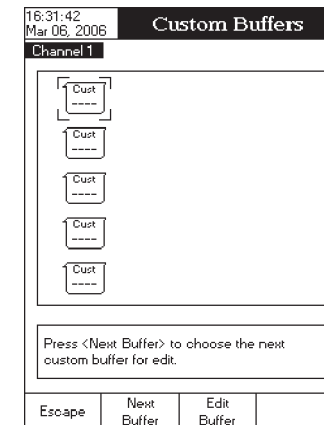 16:31:42
Mar 06, 2006
Custom Buffers
Channel 1
Cust
----
Cust
----
Cust
----
Cust
----
Cust
----
Press <Next Buffer> to choose the next
custom buffer for edit.
Escape
Next
Buffer
Edit
Buffer